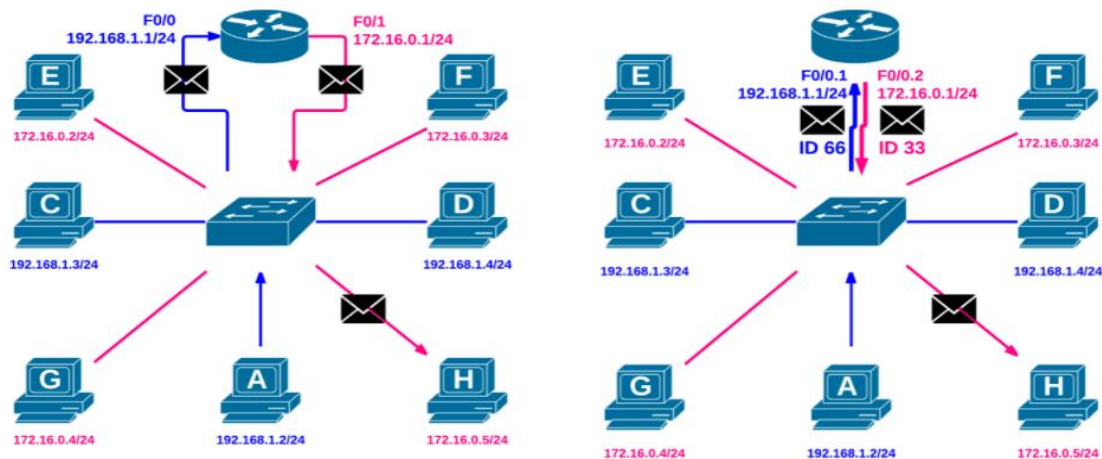 F0/0
192.168.1.1/24
F0/1
172.16.0.1/24
E
172.16.0.2/24
F
172.16.0.3/24
C
192.168.1.3/24
D
192.168.1.4/24
G
172.16.0.4/24
A
192.168.1.2/24
H
172.16.0.5/24
F0/0.1
192.168.1.1/24
F0/0.2
172.16.0.1/24
ID 66
ID 33
E
172.16.0.2/24
F
172.16.0.3/24
C
192.168.1.3/24
D
192.168.1.4/24
G
172.16.0.4/24
A
192.168.1.2/24
H
172.16.0.5/24